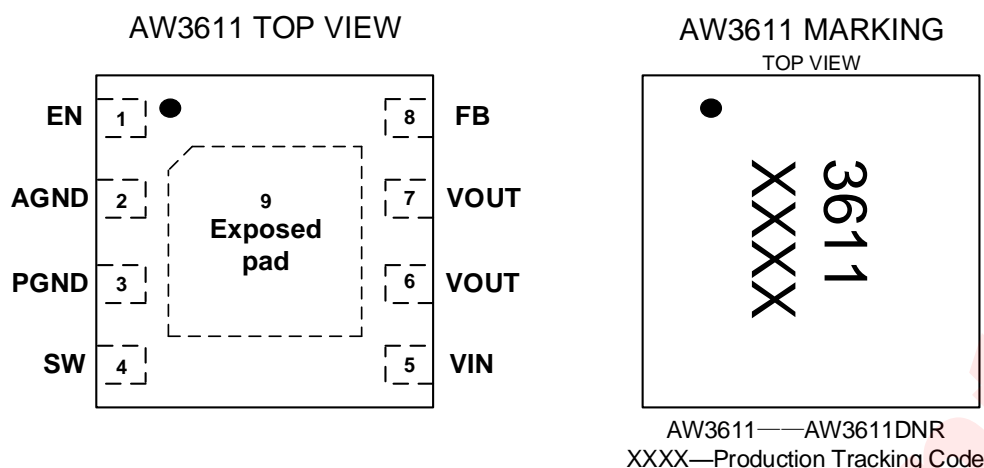 AW3611 TOP VIEW
EN 1 8 FB
AGND 2 7 VOUT
9
Exposed
pad
PGND 3 6 VOUT
SW 4 5 VIN
AW3611 MARKING
TOP VIEW
3611
XXXX
AW3611——AW3611DNR
XXXX—Production Tracking Code